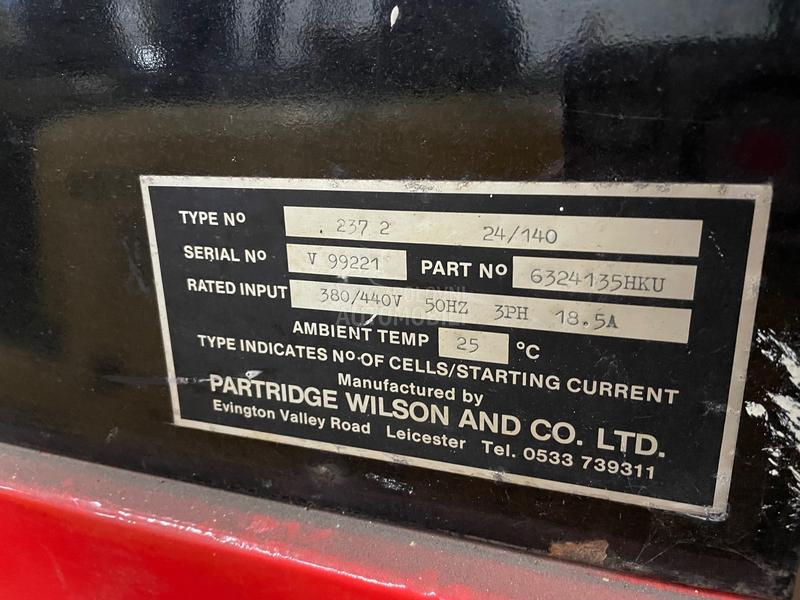 TYPE Nº 237 2 24/140
SERIAL Nº V 99221 PART Nº 6324135HKU
RATED INPUT 380/440V 50HZ 3PH 18.5A
AMBIENT TEMP 25 ºC
TYPE INDICATES Nº OF CELLS/STARTING CURRENT
Manufactured by
PARTRIDGE WILSON AND CO. LTD.
Evington Valley Road Leicester Tel. 0533 739311